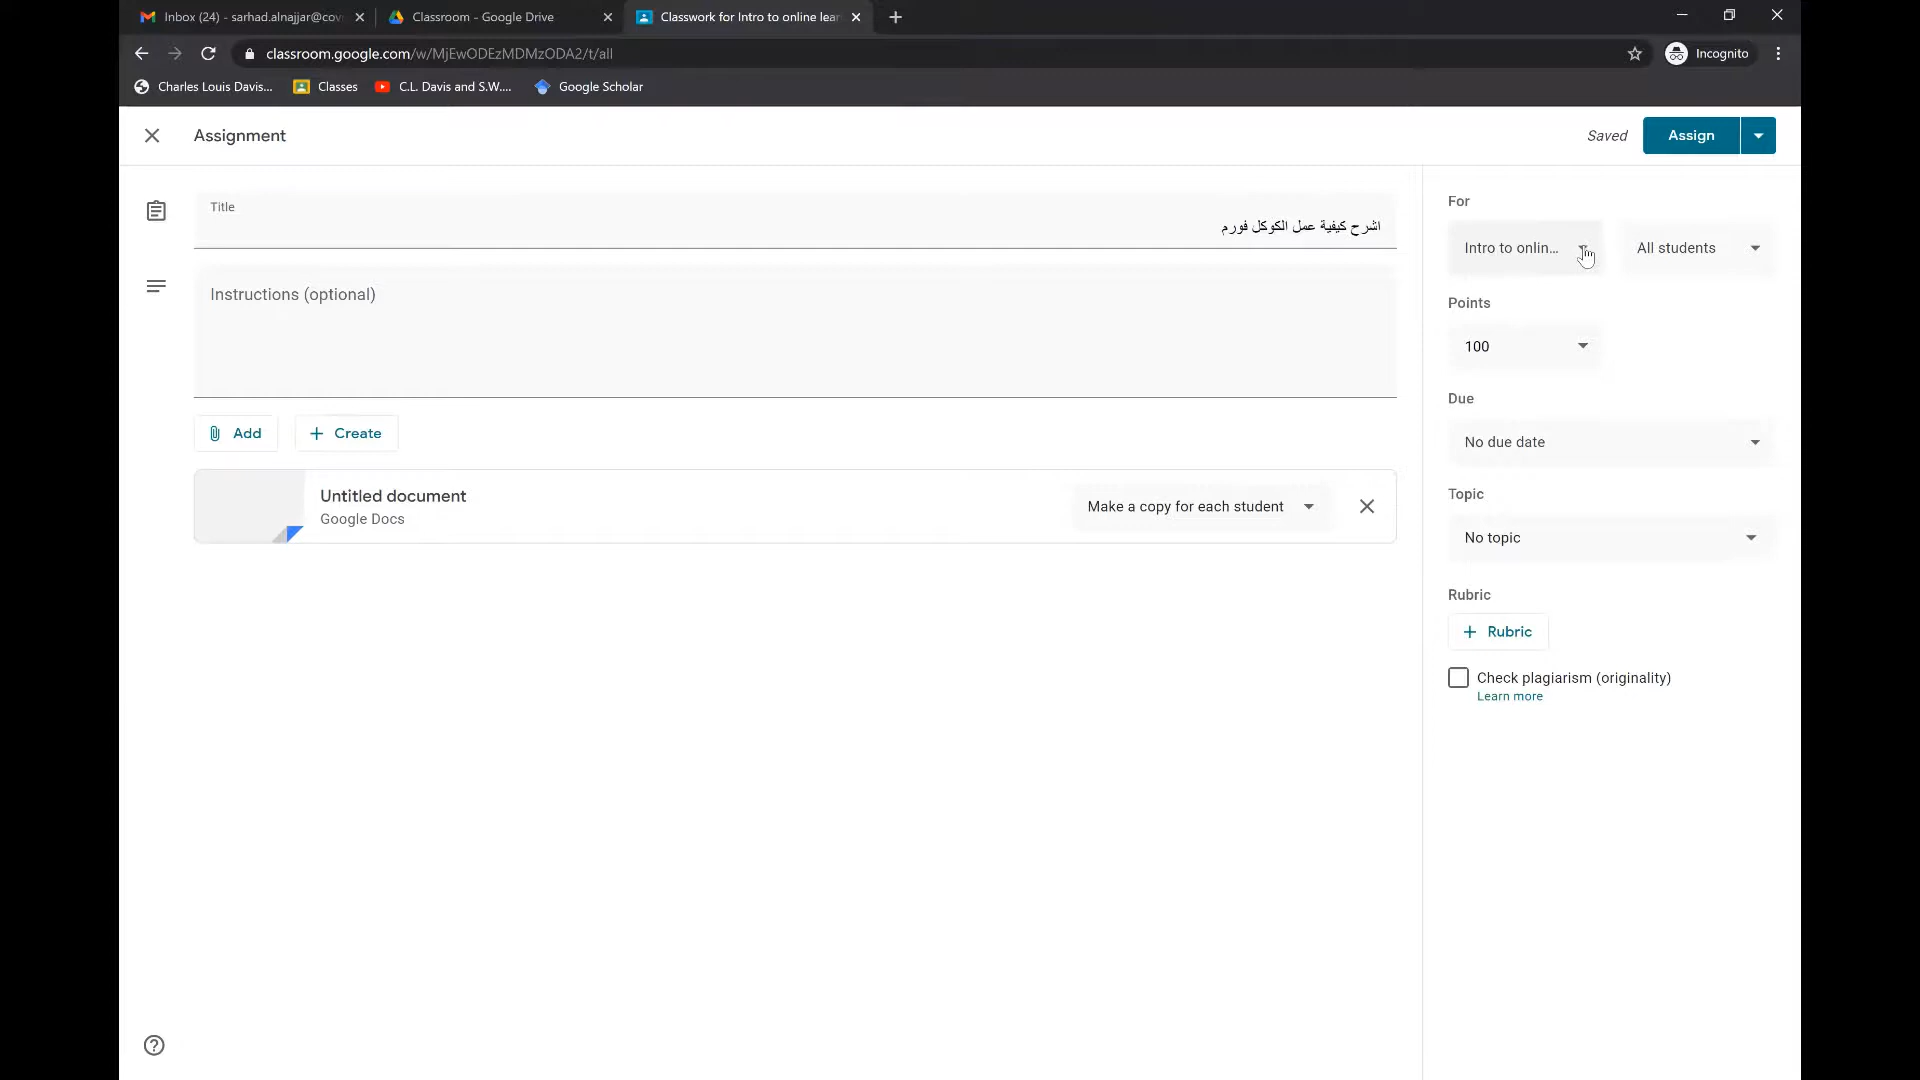 Inbox (24) - sarhad.alnajjar@cov
Classroom - Google Drive
Classwork for Intro to online lear
classroom.google.com/w/MjEwODEzMDMzODA2/t/all
Incognito
Charles Louis Davis...
Classes
C.L. Davis and S.W....
Google Scholar
Assignment
Saved
Assign
Title
اشرح كيفية عمل الكوكل فورم
Instructions (optional)
Add
Create
Untitled document
Google Docs
Make a copy for each student
For
Intro to onlin...
All students
Points
100
Due
No due date
Topic
No topic
Rubric
Rubric
Check plagiarism (originality)
Learn more